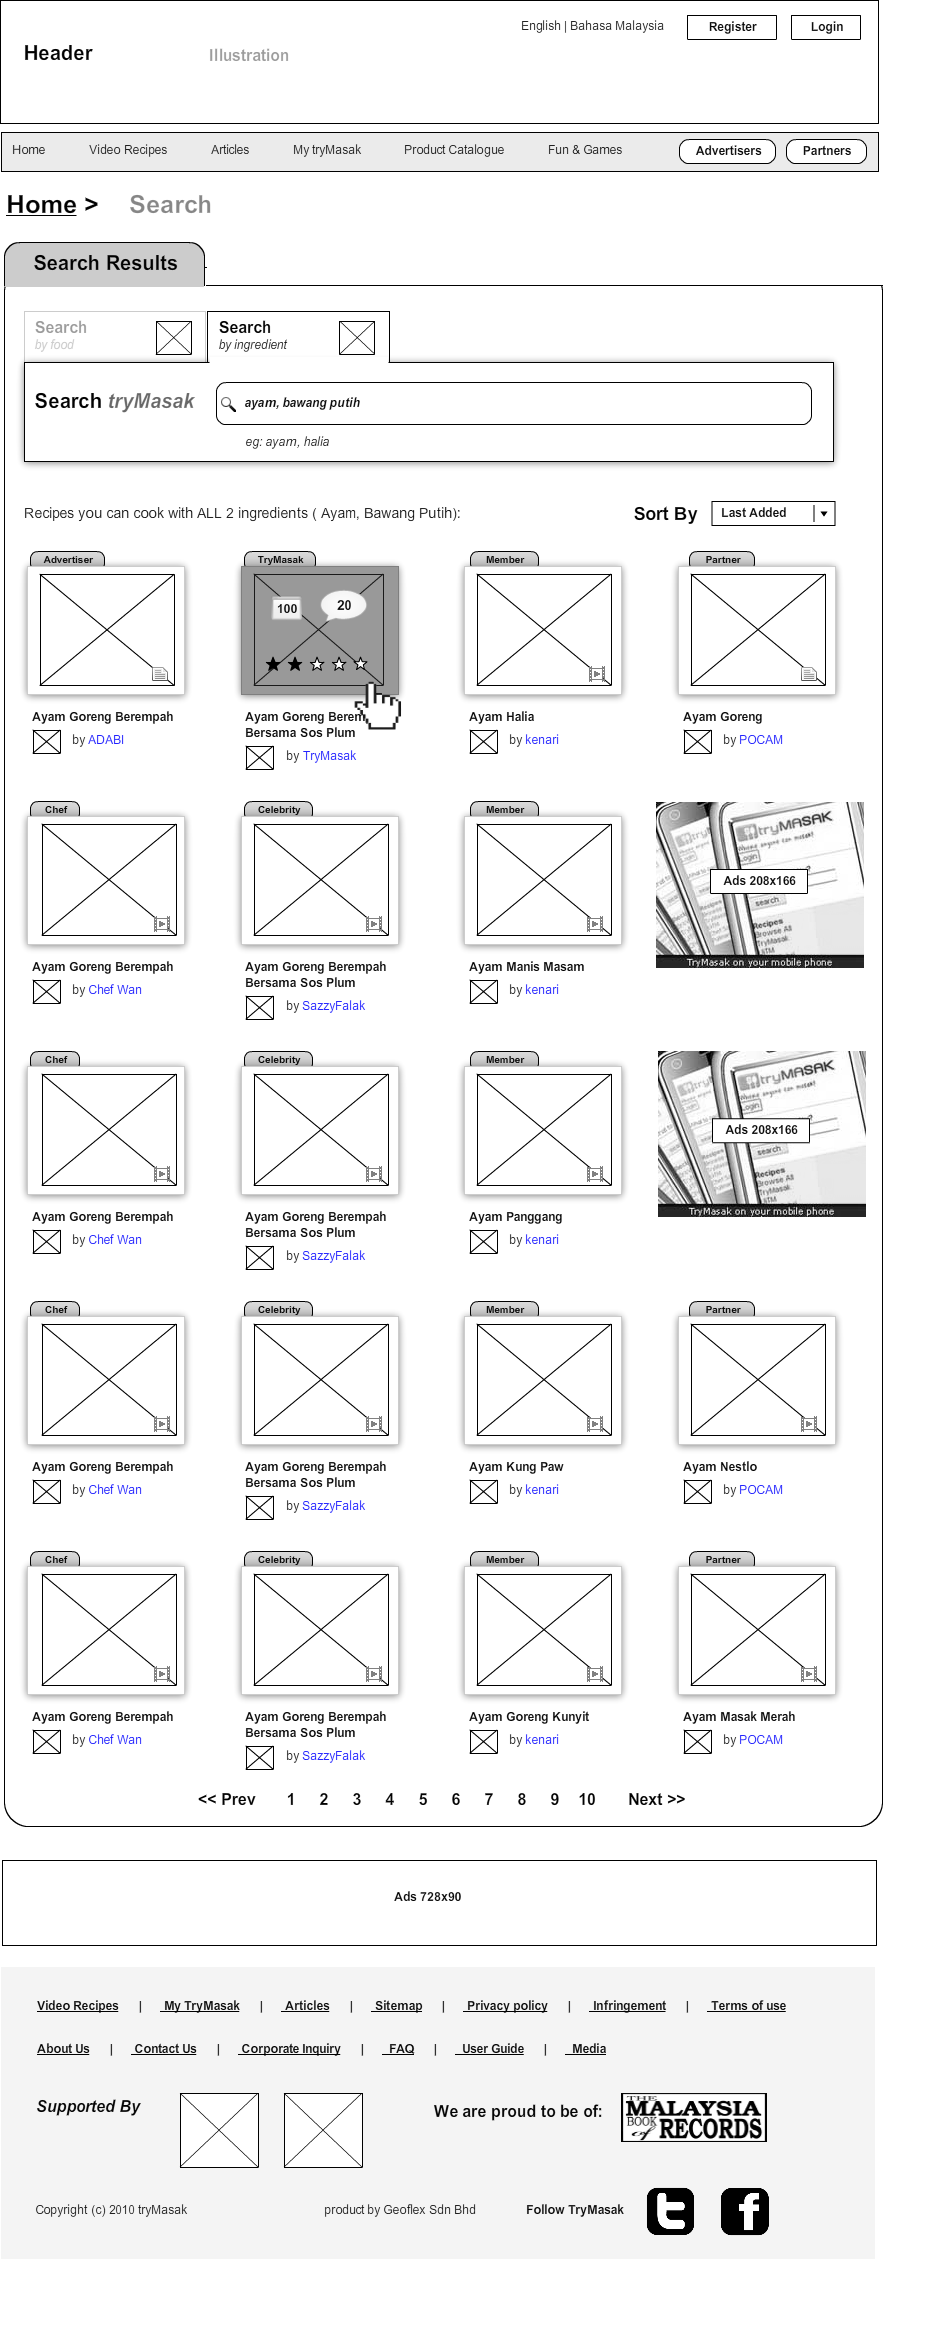 English | Bahasa Malaysia Register Login
Header Illustration
Home Video Recipes Articles My tryMasak Product Catalogue Fun & Games Advertisers Partners
Home > Search
Search Results
Search Search
by food by ingredient
Search tryMasak ayam, bawang putih
eg: ayam, halia
Recipes you can cook with ALL 2 ingredients ( Ayam, Bawang Putih): Sort By Last Added
Advertiser TryMasak Member Partner
100 20
Ayam Goreng Berempah Ayam Goreng Berem Ayam Halia Ayam Goreng
Bersama Sos Plum
by ADABI by TryMasak by kenari by POCAM
Chef Celebrity Member
tryMASAK
Login
Ads 208x166
search
Recipes
Browse All
TryMasak
TryMasak on your mobile phone
Ayam Goreng Berempah Ayam Goreng Berempah Ayam Manis Masam
Bersama Sos Plum
by Chef Wan by SazzyFalak by kenari
Chef Celebrity Member
tryMASAK
Login
Ads 208x166
search
Recipes
Browse All
TryMasak
TryMasak on your mobile phone
Ayam Goreng Berempah Ayam Goreng Berempah Ayam Panggang
Bersama Sos Plum
by Chef Wan by SazzyFalak by kenari
Chef Celebrity Member Partner
Ayam Goreng Berempah Ayam Goreng Berempah Ayam Kung Paw Ayam Nestlo
Bersama Sos Plum
by Chef Wan by SazzyFalak by kenari by POCAM
Chef Celebrity Member Partner
Ayam Goreng Berempah Ayam Goreng Berempah Ayam Goreng Kunyit Ayam Masak Merah
Bersama Sos Plum
by Chef Wan by SazzyFalak by kenari by POCAM
<< Prev 1 2 3 4 5 6 7 8 9 10 Next >>
Ads 728x90
Video Recipes | My TryMasak | Articles | Sitemap | Privacy policy | Infringement | Terms of use
About Us | Contact Us | Corporate Inquiry | FAQ | User Guide | Media
Supported By We are proud to be of: THE MALAYSIA BOOK of RECORDS
Copyright (c) 2010 tryMasak product by Geoflex Sdn Bhd Follow TryMasak t f